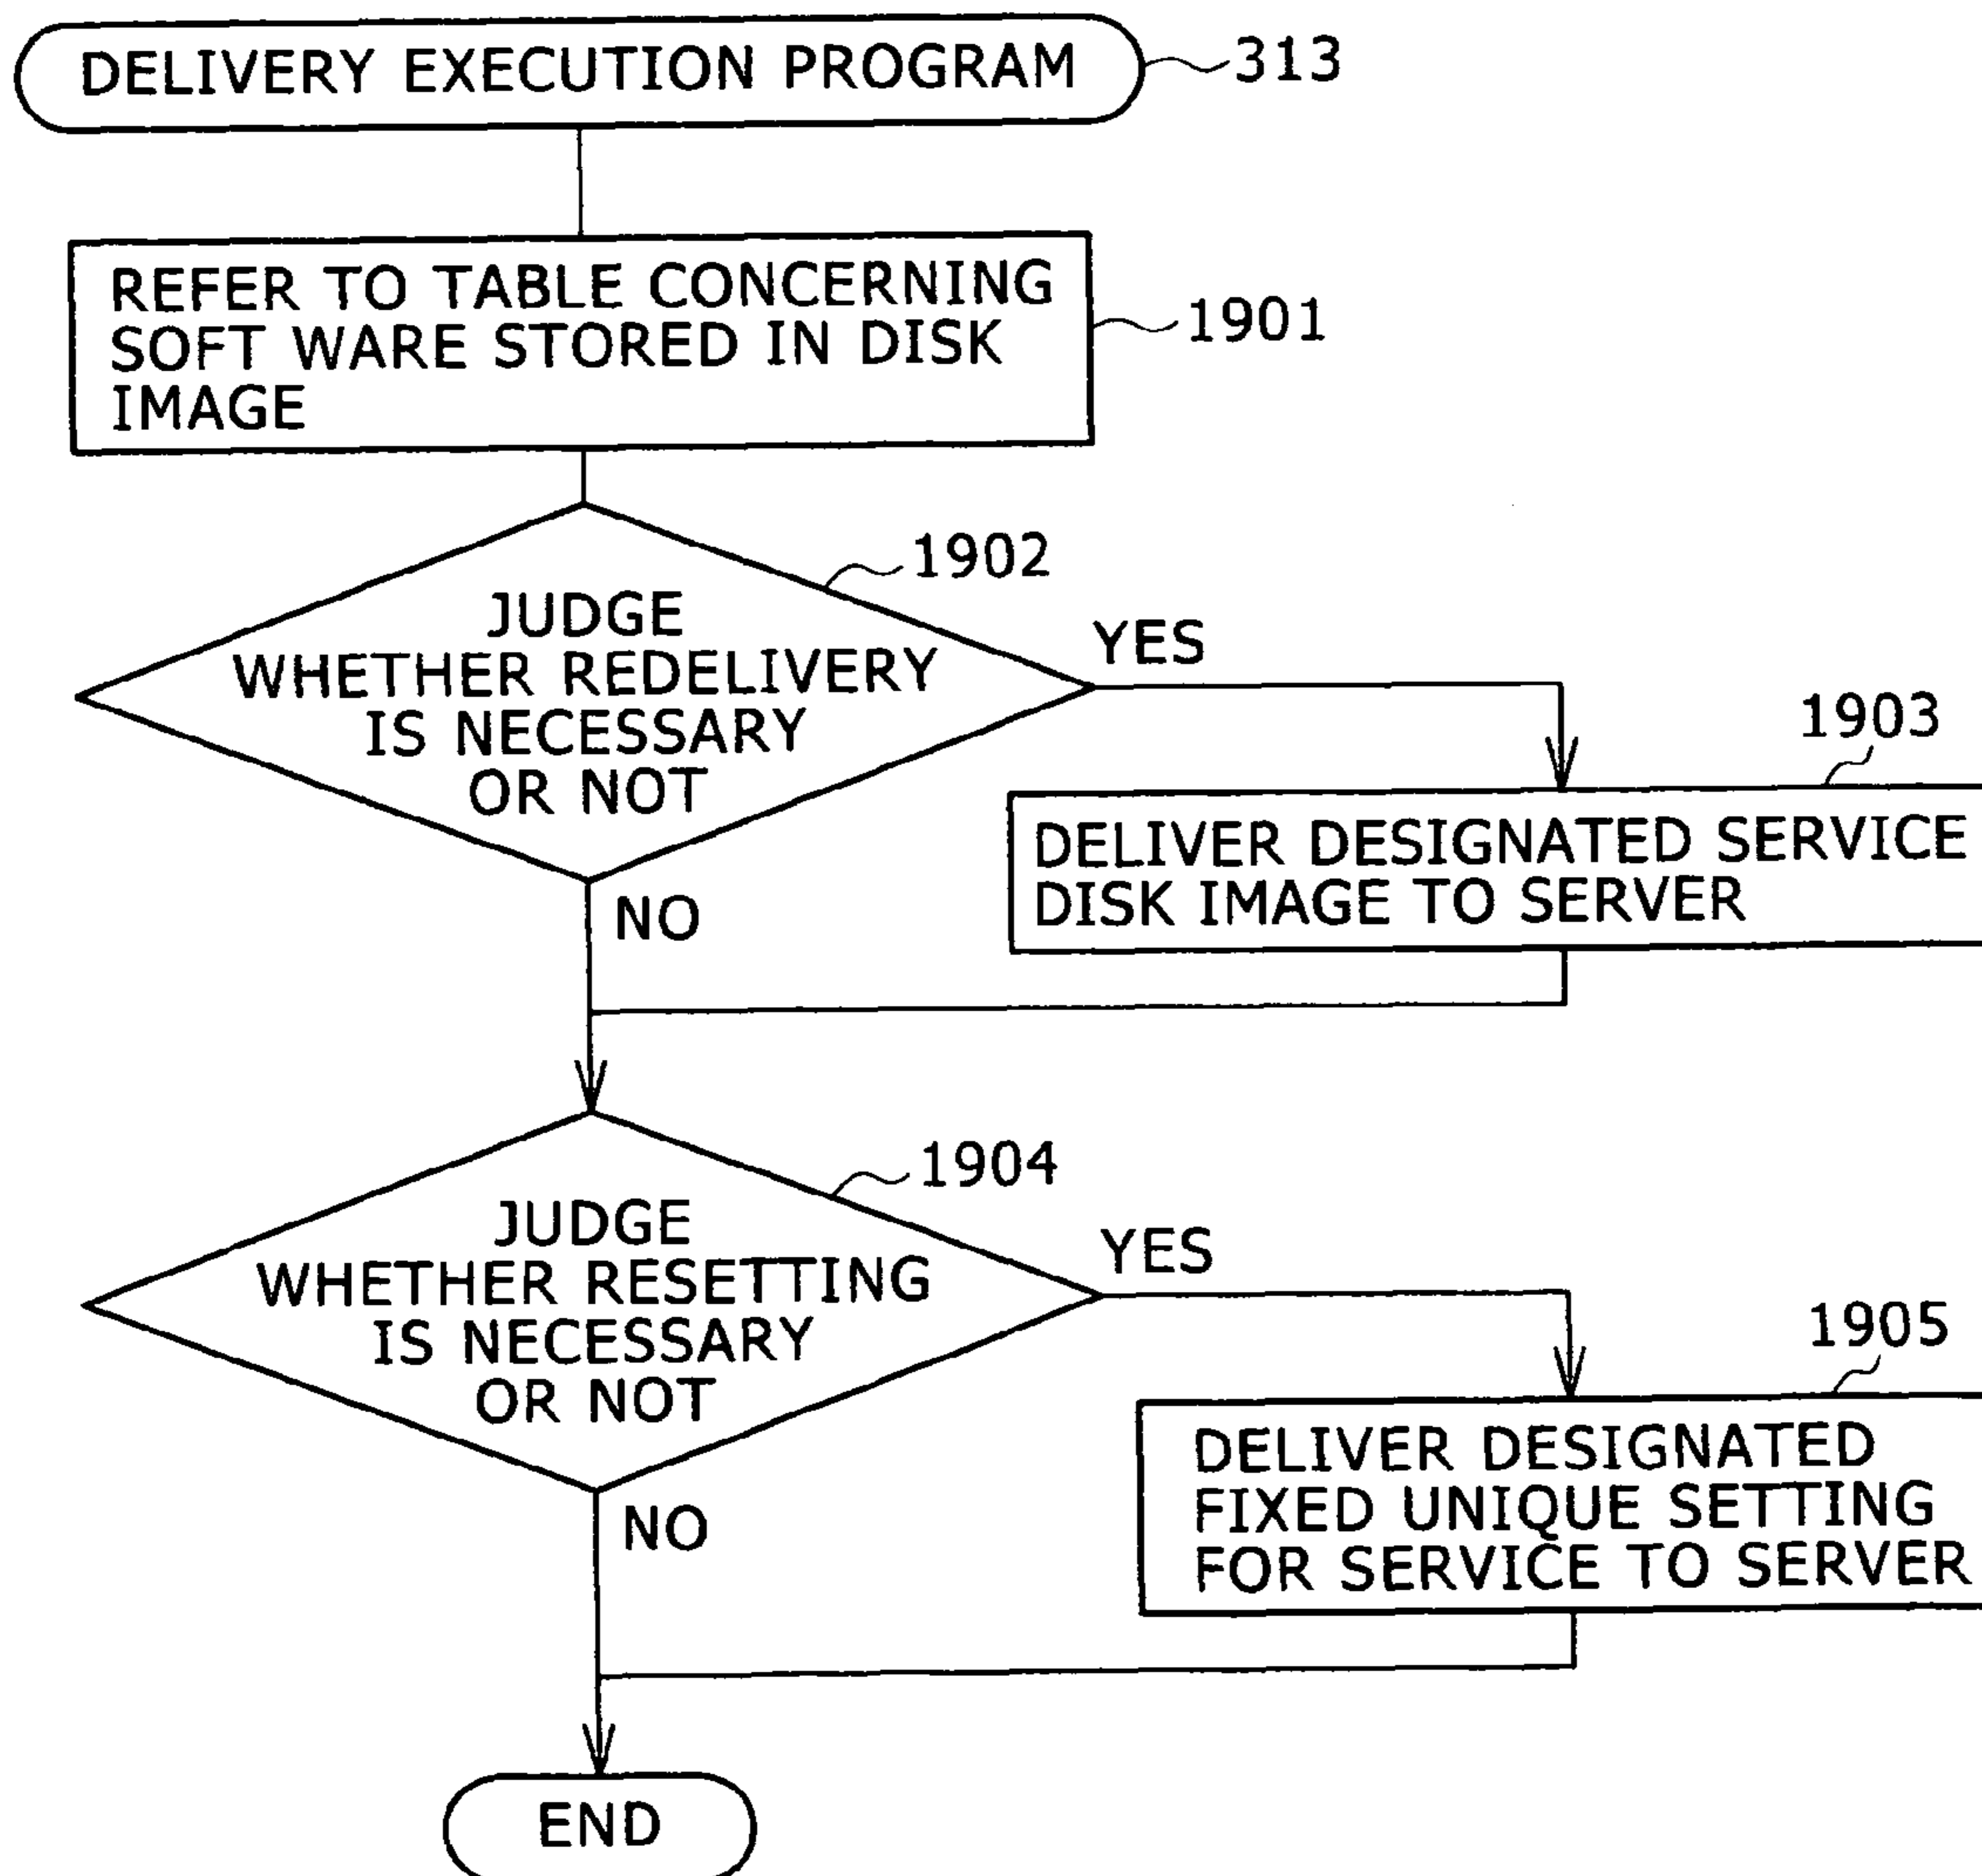 DELIVERY EXECUTION PROGRAM
313
REFER TO TABLE CONCERNING
SOFT WARE STORED IN DISK
IMAGE
1901
1902
JUDGE
WHETHER REDELIVERY
IS NECESSARY
OR NOT
YES
NO
1903
DELIVER DESIGNATED SERVICE
DISK IMAGE TO SERVER
1904
JUDGE
WHETHER RESETTING
IS NECESSARY
OR NOT
YES
NO
1905
DELIVER DESIGNATED
FIXED UNIQUE SETTING
FOR SERVICE TO SERVER
END